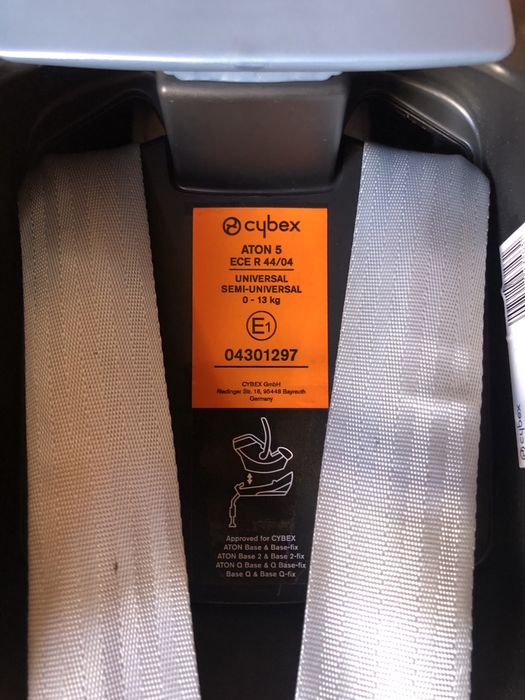 cybex
ATON 5
ECE R 44/04
UNIVERSAL
SEMI-UNIVERSAL
0 - 13 kg
E1
04301297
CYBEX GmbH
Riedinger Str. 18, 95448 Bayreuth
Germany
Approved for CYBEX
ATON Base & Base-fix
ATON Base 2 & Base 2-fix
ATON Q Base & Q Base-fix
Base Q & Base Q-fix
cybex